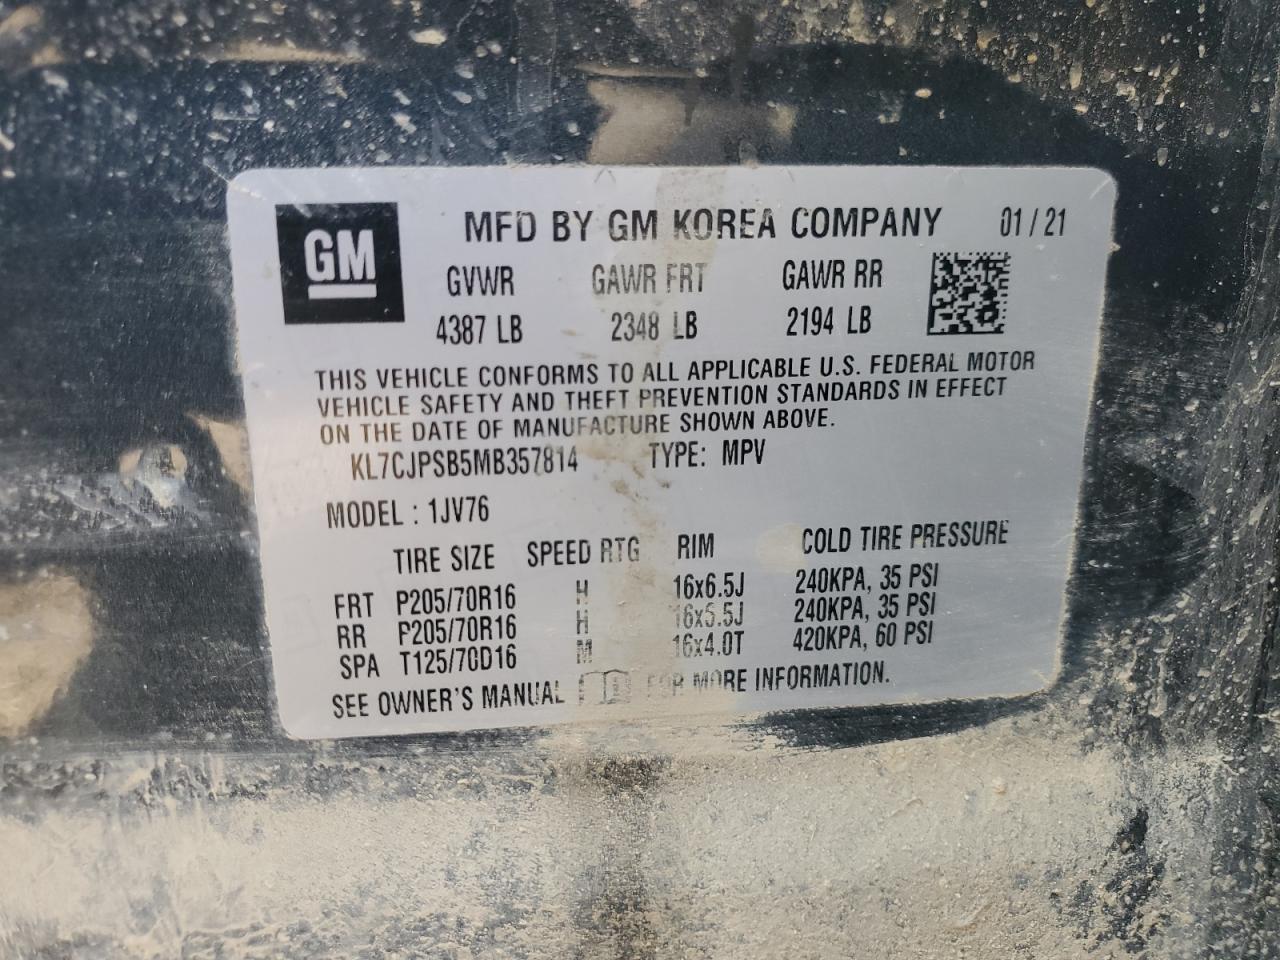 GM
MFD BY GM KOREA COMPANY 01/21
GVWR GAWR FRT GAWR RR
4387 LB 2348 LB 2194 LB
THIS VEHICLE CONFORMS TO ALL APPLICABLE U.S. FEDERAL MOTOR
VEHICLE SAFETY AND THEFT PREVENTION STANDARDS IN EFFECT
ON THE DATE OF MANUFACTURE SHOWN ABOVE.
KL7CJPSB5MB357814 TYPE: MPV
MODEL : 1JV76
TIRE SIZE SPEED RTG RIM COLD TIRE PRESSURE
FRT P205/70R16 H 16x6.5J 240KPA, 35 PSI
RR P205/70R16 H 16x5.5J 240KPA, 35 PSI
SPA T125/70D16 M 16x4.0T 420KPA, 60 PSI
SEE OWNER'S MANUAL FOR MORE INFORMATION.